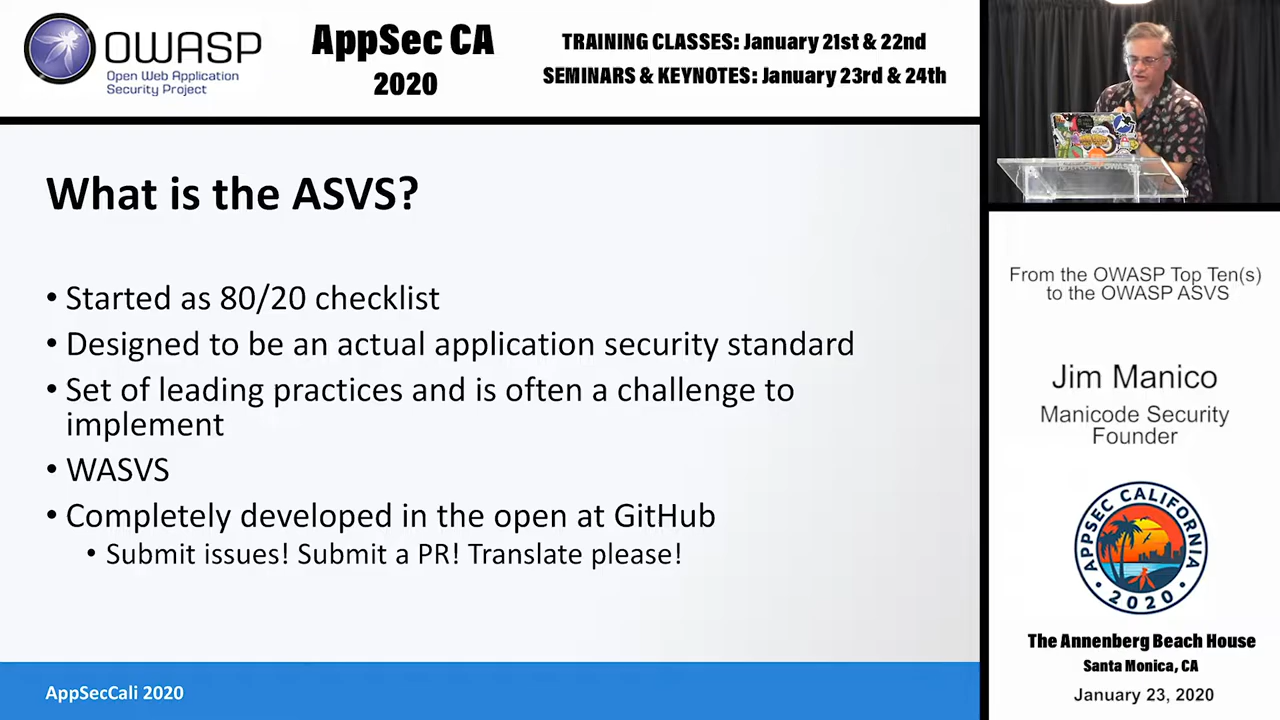 OWASP
Open Web Application
Security Project
AppSec CA
2020
TRAINING CLASSES: January 21st & 22nd
SEMINARS & KEYNOTES: January 23rd & 24th
What is the ASVS?
• Started as 80/20 checklist
• Designed to be an actual application security standard
• Set of leading practices and is often a challenge to
implement
• WASVS
• Completely developed in the open at GitHub
• Submit issues! Submit a PR! Translate please!
AppSecCali 2020
From the OWASP Top Ten(s)
to the OWASP ASVS
Jim Manico
Manicode Security
Founder
APPSEC CALIFORNIA
• 2020 •
The Annenberg Beach House
Santa Monica, CA
January 23, 2020